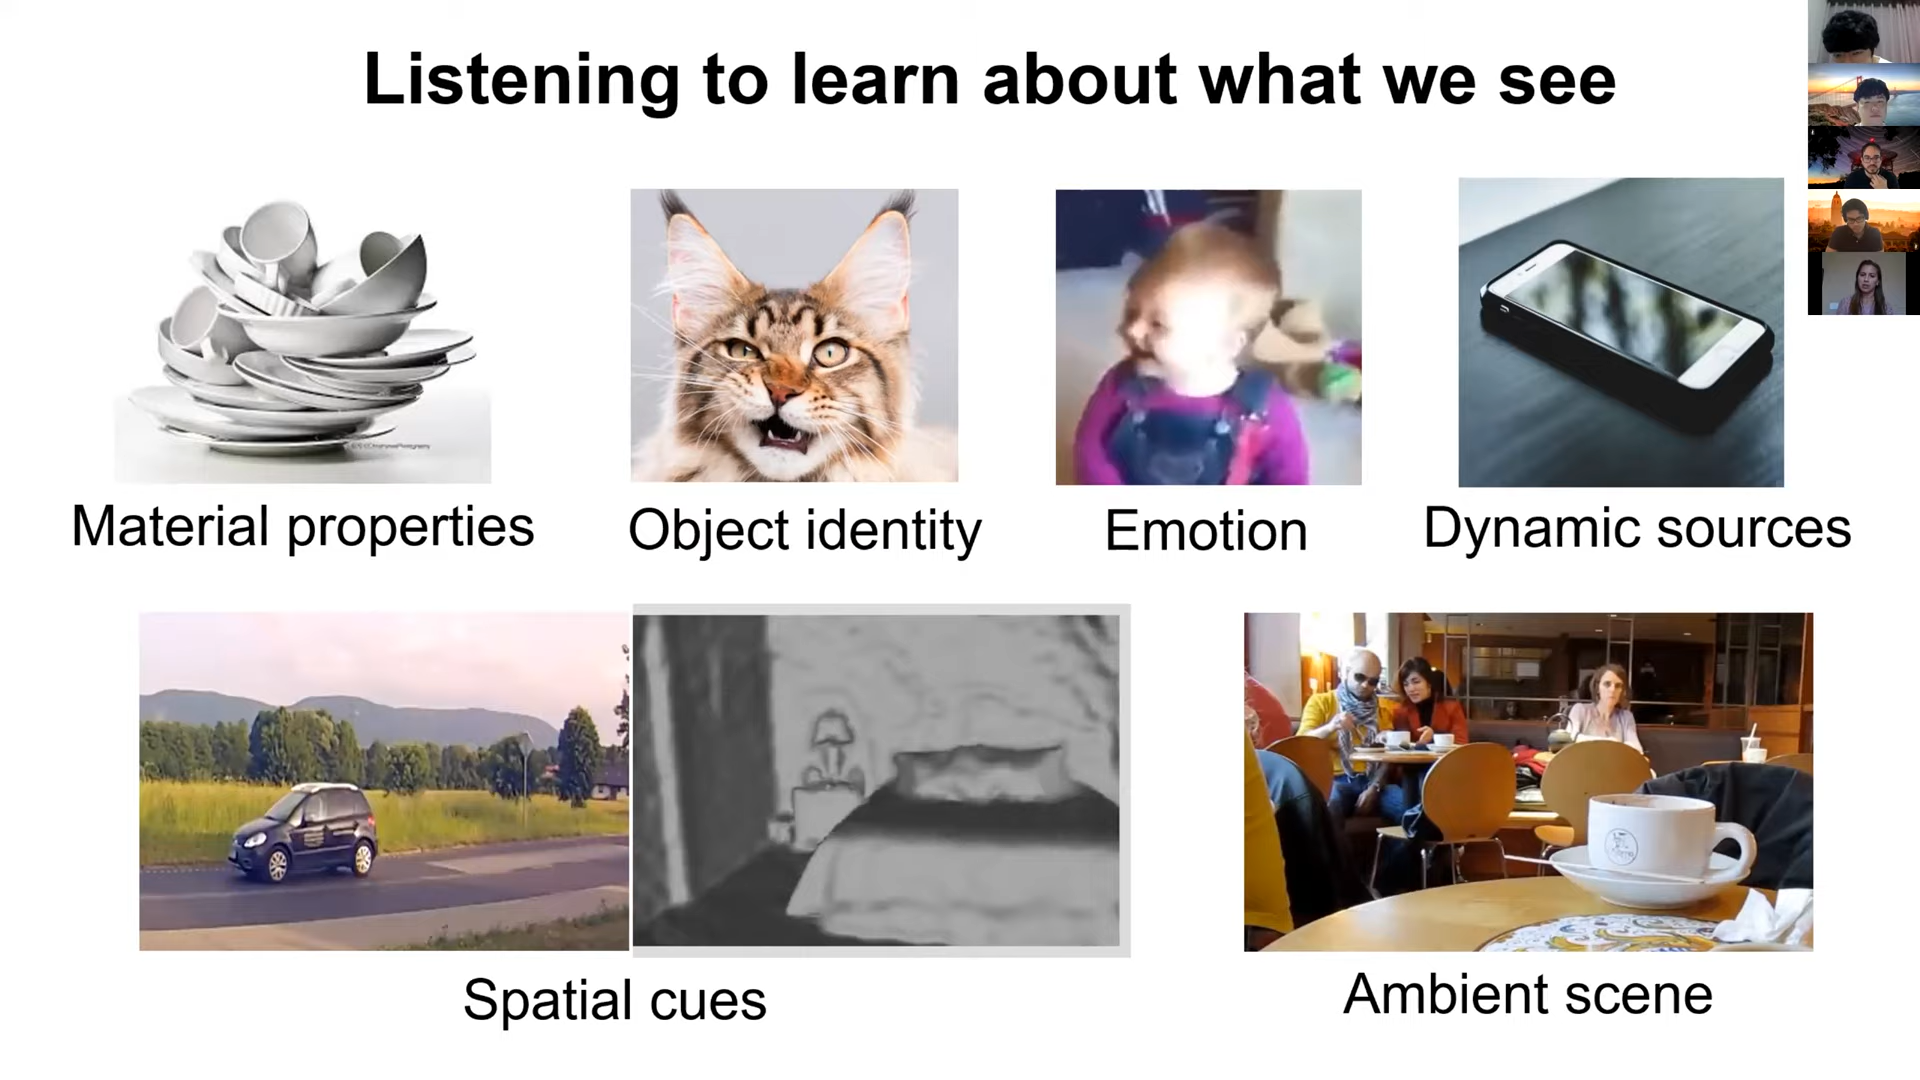 Listening to learn about what we see
Material properties
Object identity
Emotion
Dynamic sources
Spatial cues
Ambient scene